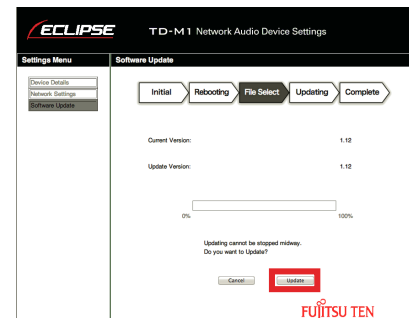 ECLIPSE TD-M1 Network Audio Device Settings
Settings Menu Software Update
Device Details
Network Settings
Software Update
Initial Rebooting File Select Updating Complete
Current Version: 1.12
Update Version: 1.12
0% 100%
Updating cannot be stopped midway.
Do you want to Update?
Cancel Update
FUJITSU TEN